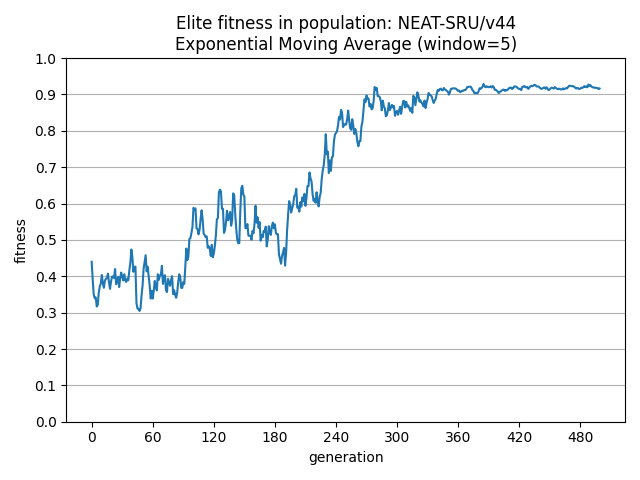 Elite fitness in population: NEAT-SRU/v44
Exponential Moving Average (window=5)
1.0
0.9
0.8
0.7
0.6
0.5
0.4
0.3
0.2
0.1
0.0
fitness
0 60 120 180 240 300 360 420 480
generation